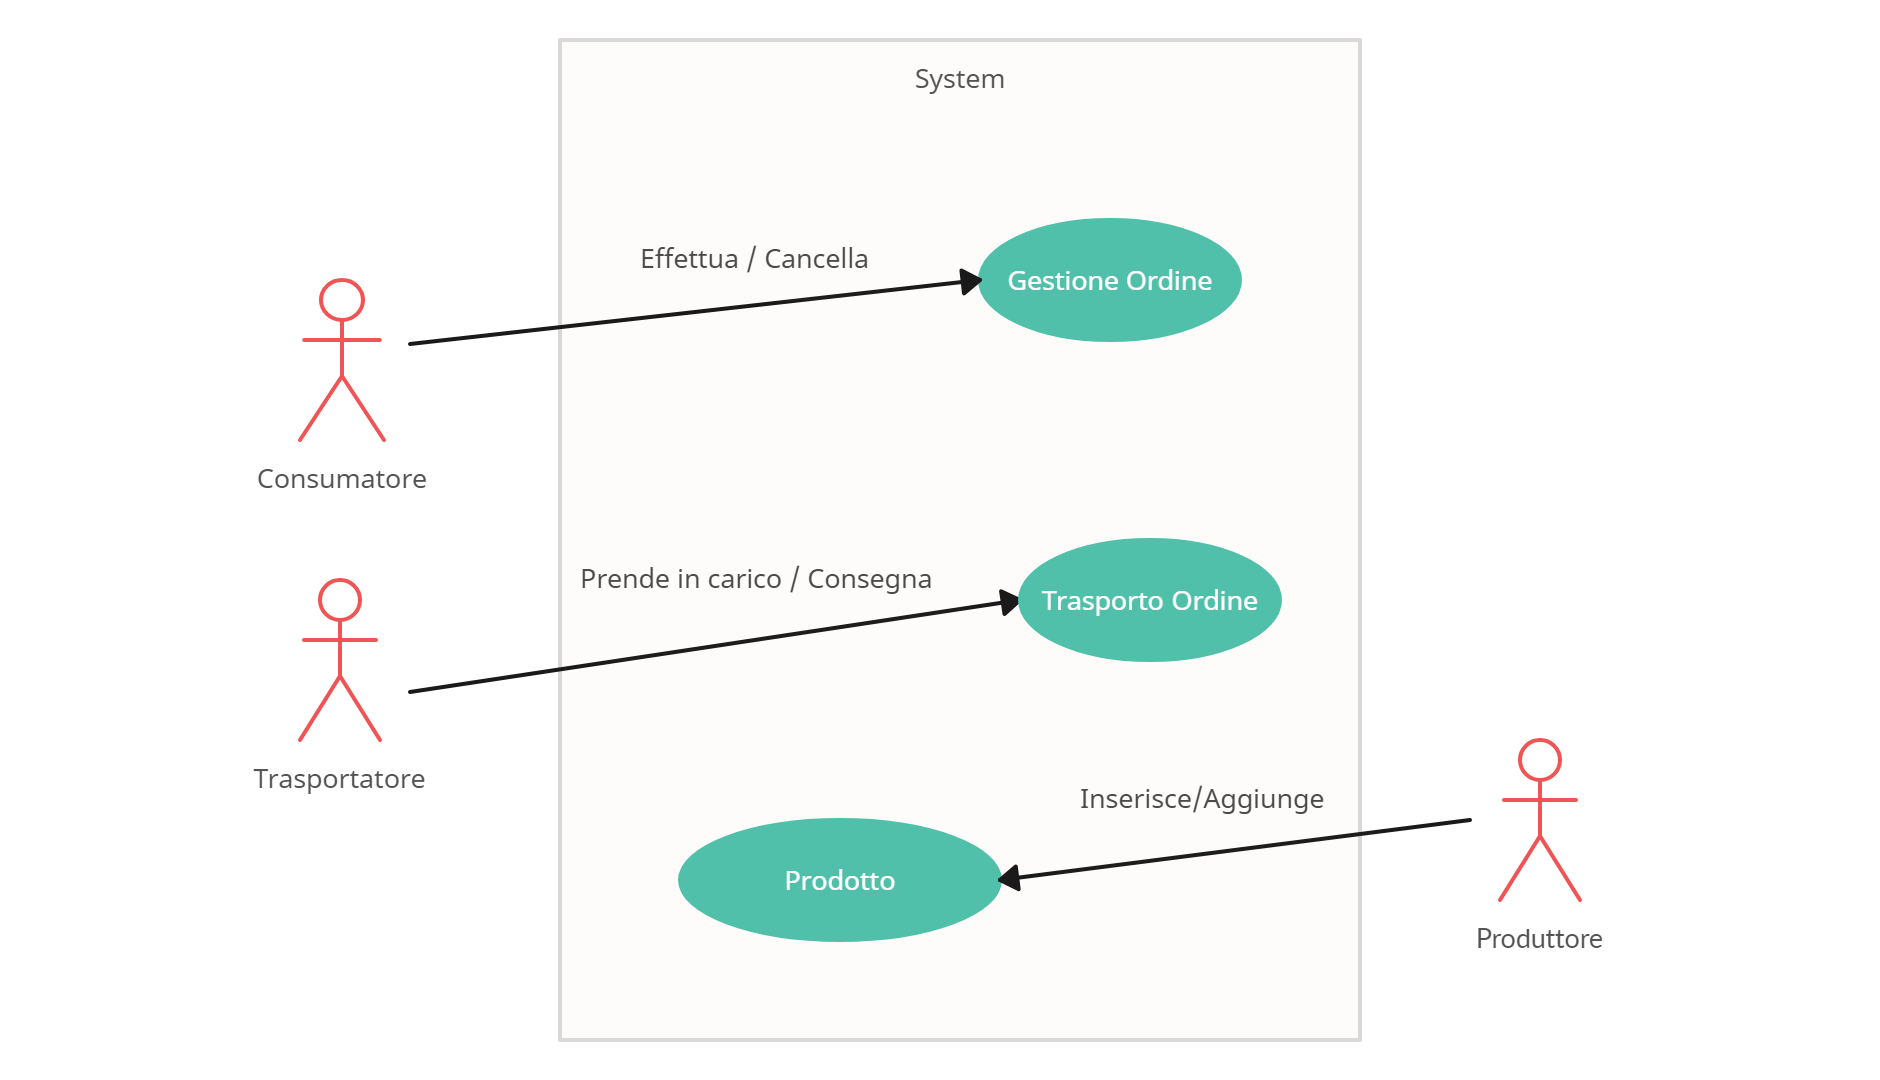 System
Effettua / Cancella
Gestione Ordine
Consumatore
Prende in carico / Consegna
Trasporto Ordine
Trasportatore
Inserisce/Aggiunge
Prodotto
Produttore